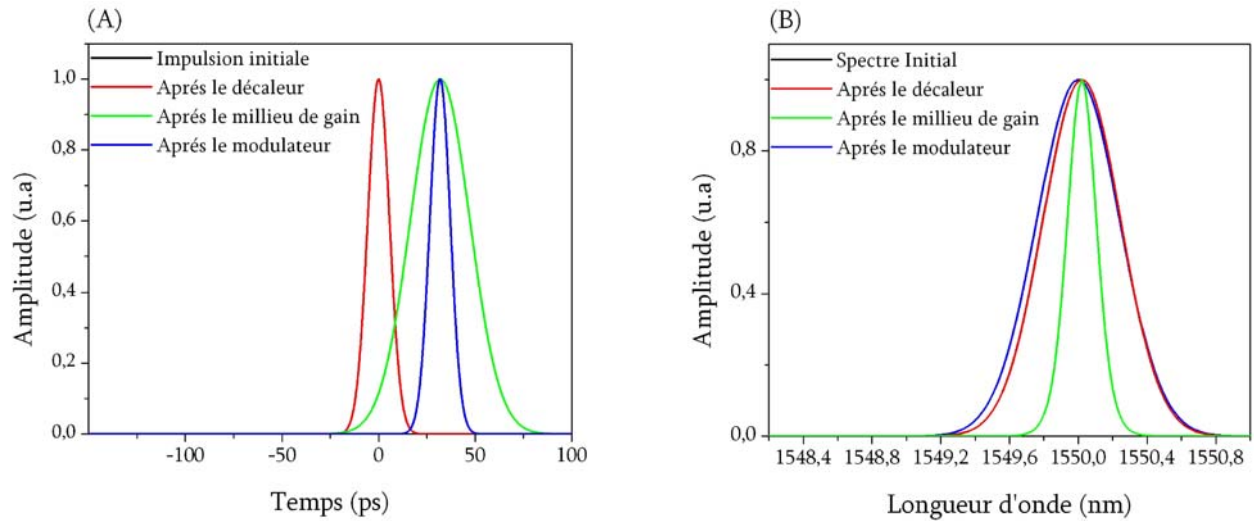 (A)
Impulsion initiale
Aprés le décaleur
Aprés le millieu de gain
Aprés le modulateur
1,0
0,8
0,6
0,4
0,2
0,0
Amplitude (u.a)
-100
-50
0
50
100
Temps (ps)
(B)
Spectre Initial
Aprés le décaleur
Aprés le millieu de gain
Aprés le modulateur
0,8
0,4
0,0
Amplitude (u.a)
1548,4
1548,8
1549,2
1549,6
1550,0
1550,4
1550,8
Longueur d'onde (nm)